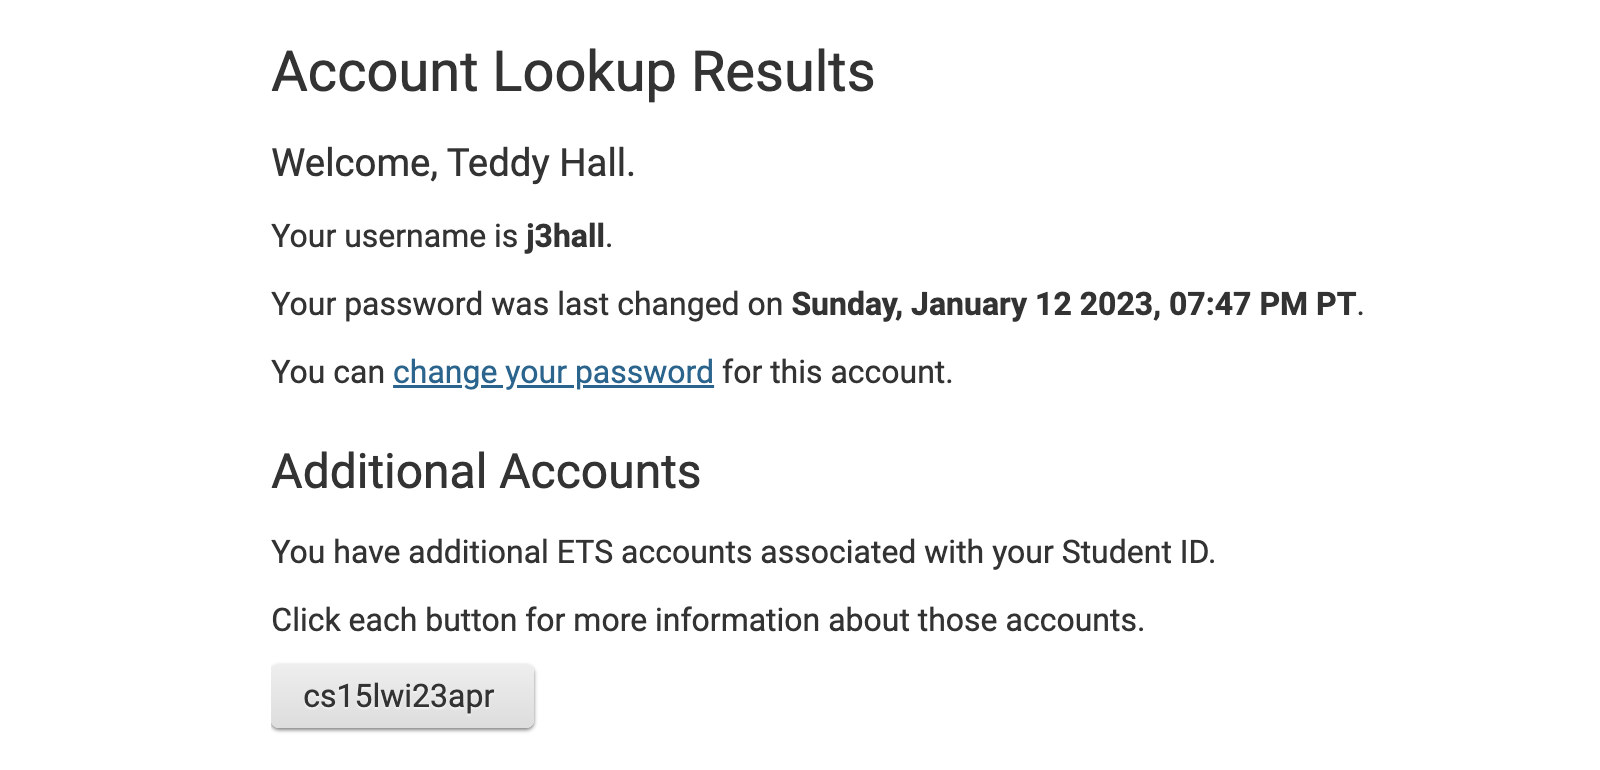 Account Lookup Results
Welcome, Teddy Hall.
Your username is j3hall.
Your password was last changed on Sunday, January 12 2023, 07:47 PM PT.
You can change your password for this account.
Additional Accounts
You have additional ETS accounts associated with your Student ID.
Click each button for more information about those accounts.
cs15lwi23apr